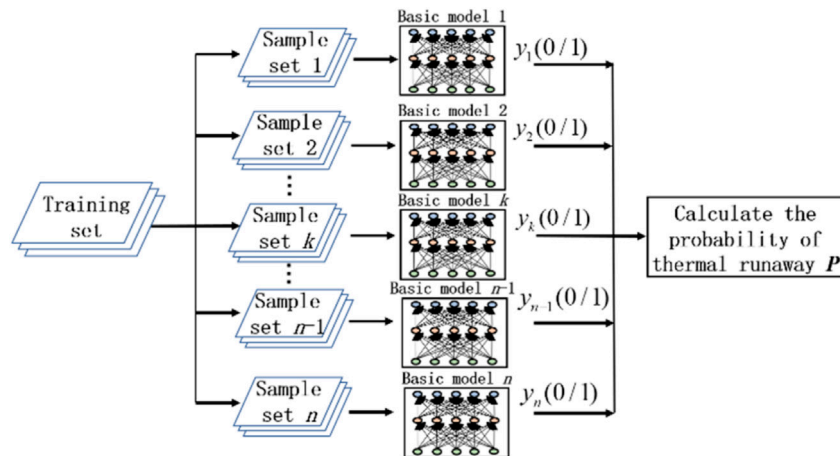 Training
set
Sample
set 1
Basic model 1
y₁(0/1)
Sample
set 2
Basic model 2
y₂(0/1)
Sample
set k
Basic model k
yₖ(0/1)
Sample
set n-1
Basic model n-1
yₙ₋₁(0/1)
Sample
set n
Basic model n
yₙ(0/1)
Calculate the
probability of
thermal runaway P